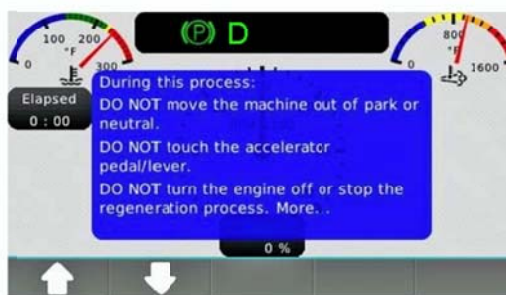 100 200
°F
0 300
(P) D
800
°F
0 1600
Elapsed
0 : 00
During this process:
DO NOT move the machine out of park or
neutral.
DO NOT touch the accelerator
pedal/lever.
DO NOT turn the engine off or stop the
regeneration process. More...
0 %